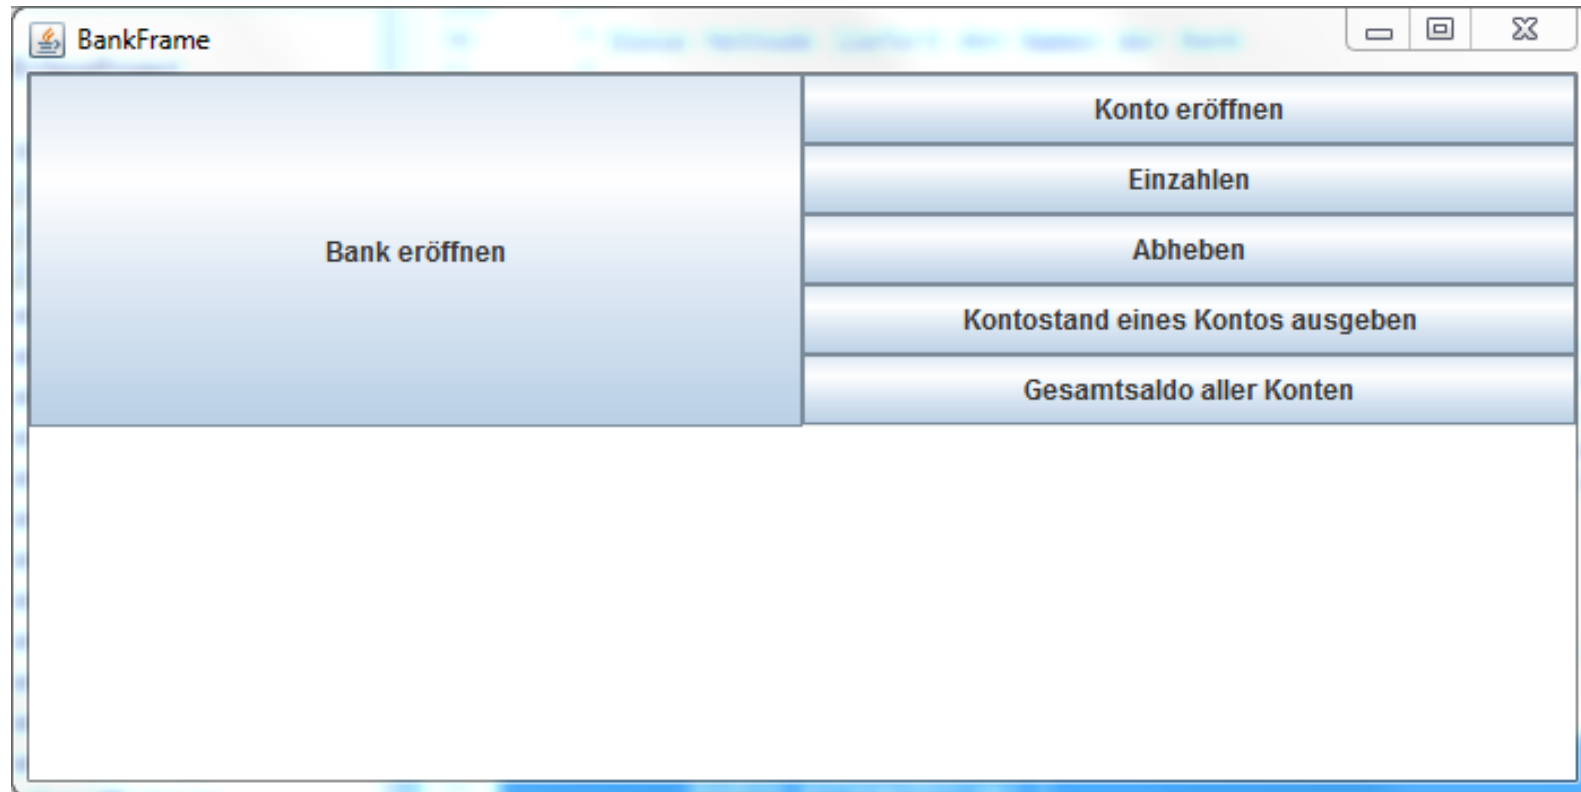 BankFrame
Bank eröffnen
Konto eröffnen
Einzahlen
Abheben
Kontostand eines Kontos ausgeben
Gesamtsaldo aller Konten